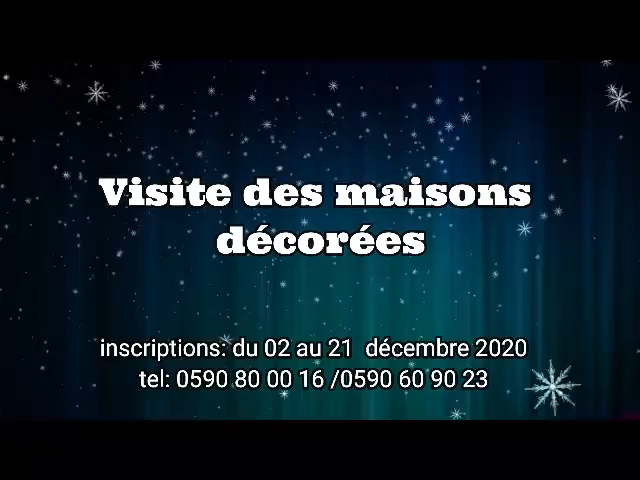 Visite des maisons
décorées
inscriptions: du 02 au 21 décembre 2020
tel: 0590 80 00 16 /0590 60 90 23